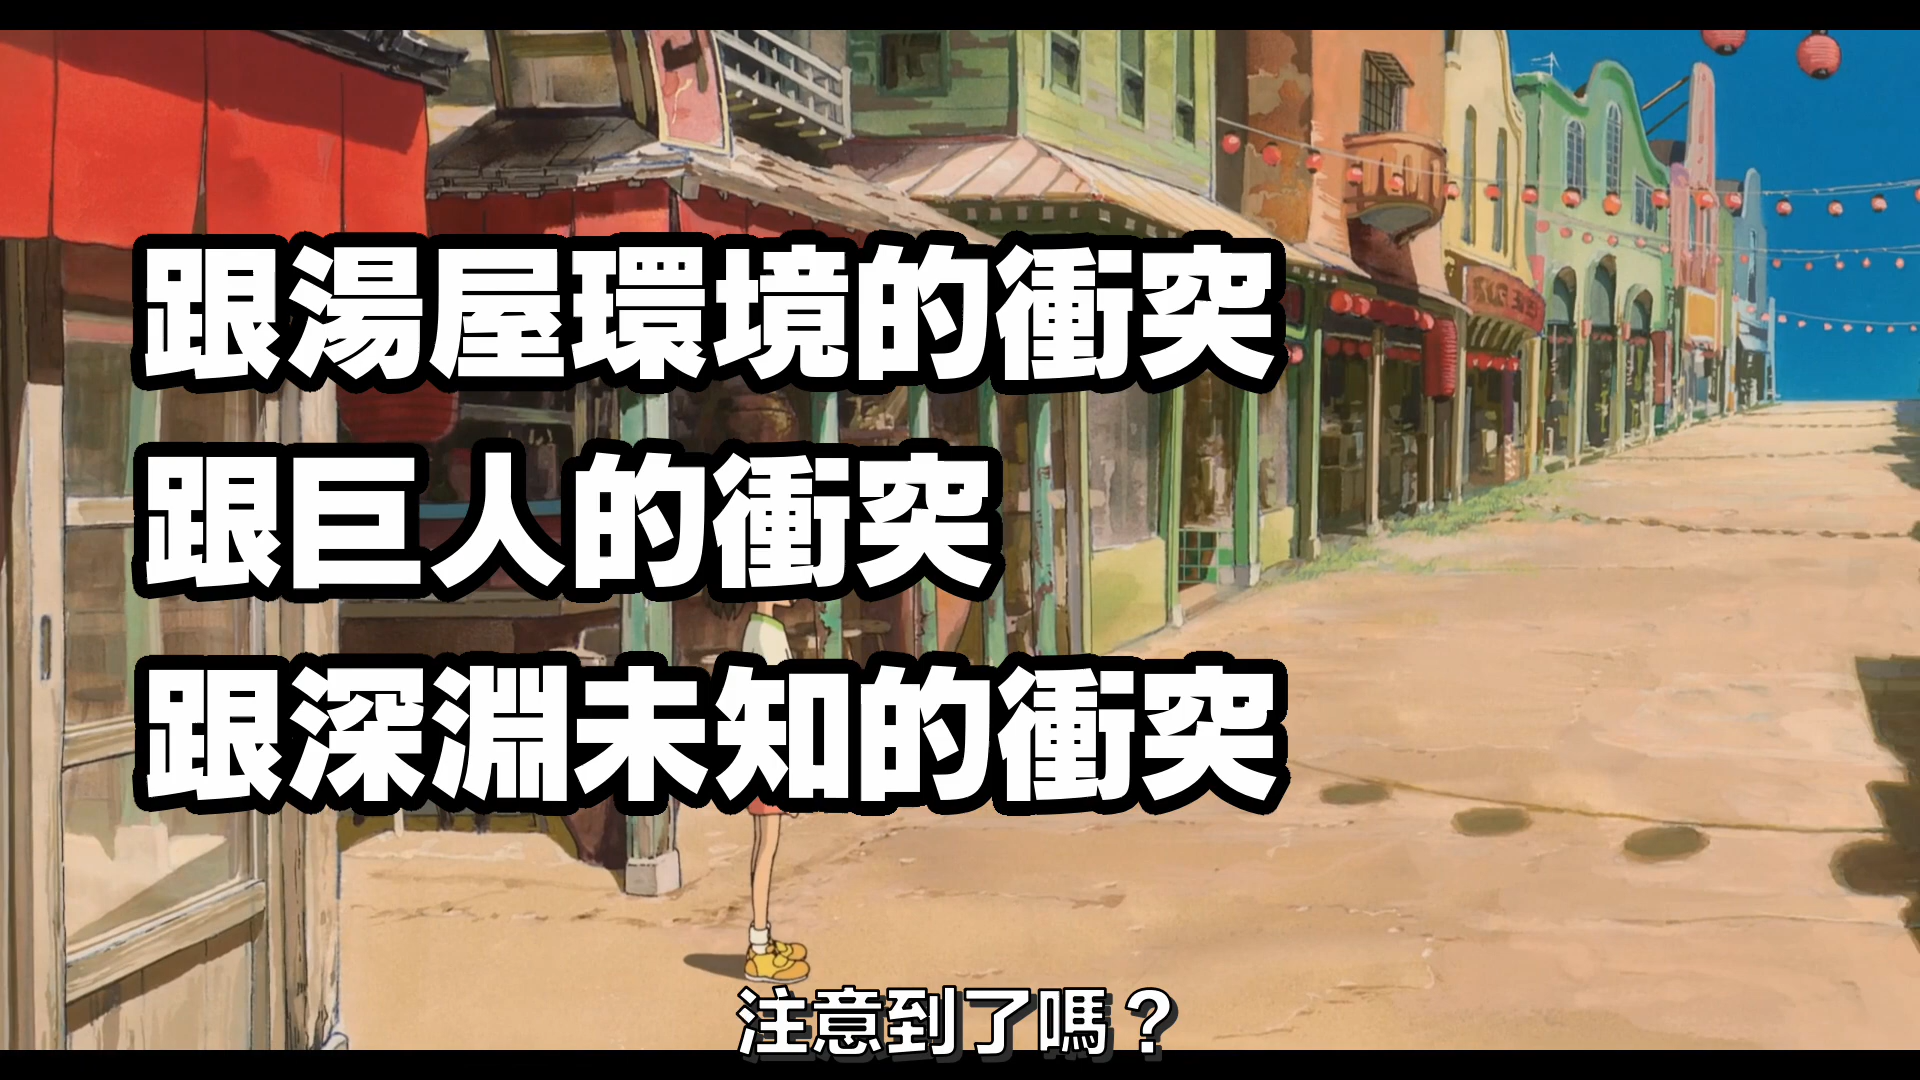 跟湯屋環境的衝突
跟巨人的衝突
跟深淵未知的衝突
注意到了嗎？